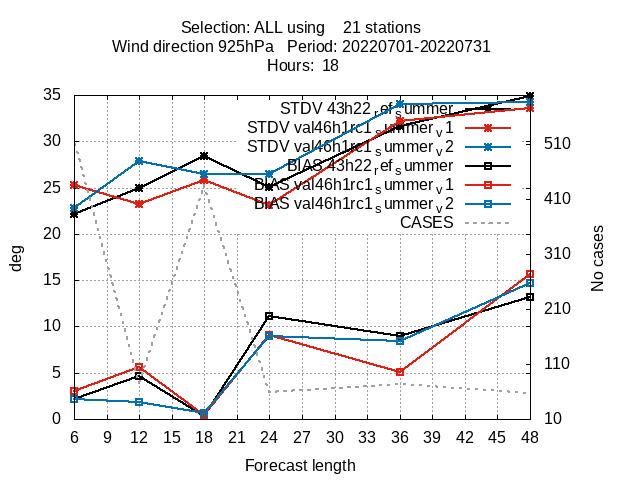 Selection: ALL using    21 stations
Wind direction 925hPa   Period: 20220701-20220731
Hours:  18
35
30
25
20
15
10
5
0
deg
STDV 43h22_ref_summer
STDV val46h1rc1_summer_v1
STDV val46h1rc1_summer_v2
BIAS 43h22_ref_summer
BIAS val46h1rc1_summer_v1
BIAS val46h1rc1_summer_v2
CASES
510
410
310
210
110
10
No cases
6 9 12 15 18 21 24 27 30 33 36 39 42 45 48
Forecast length